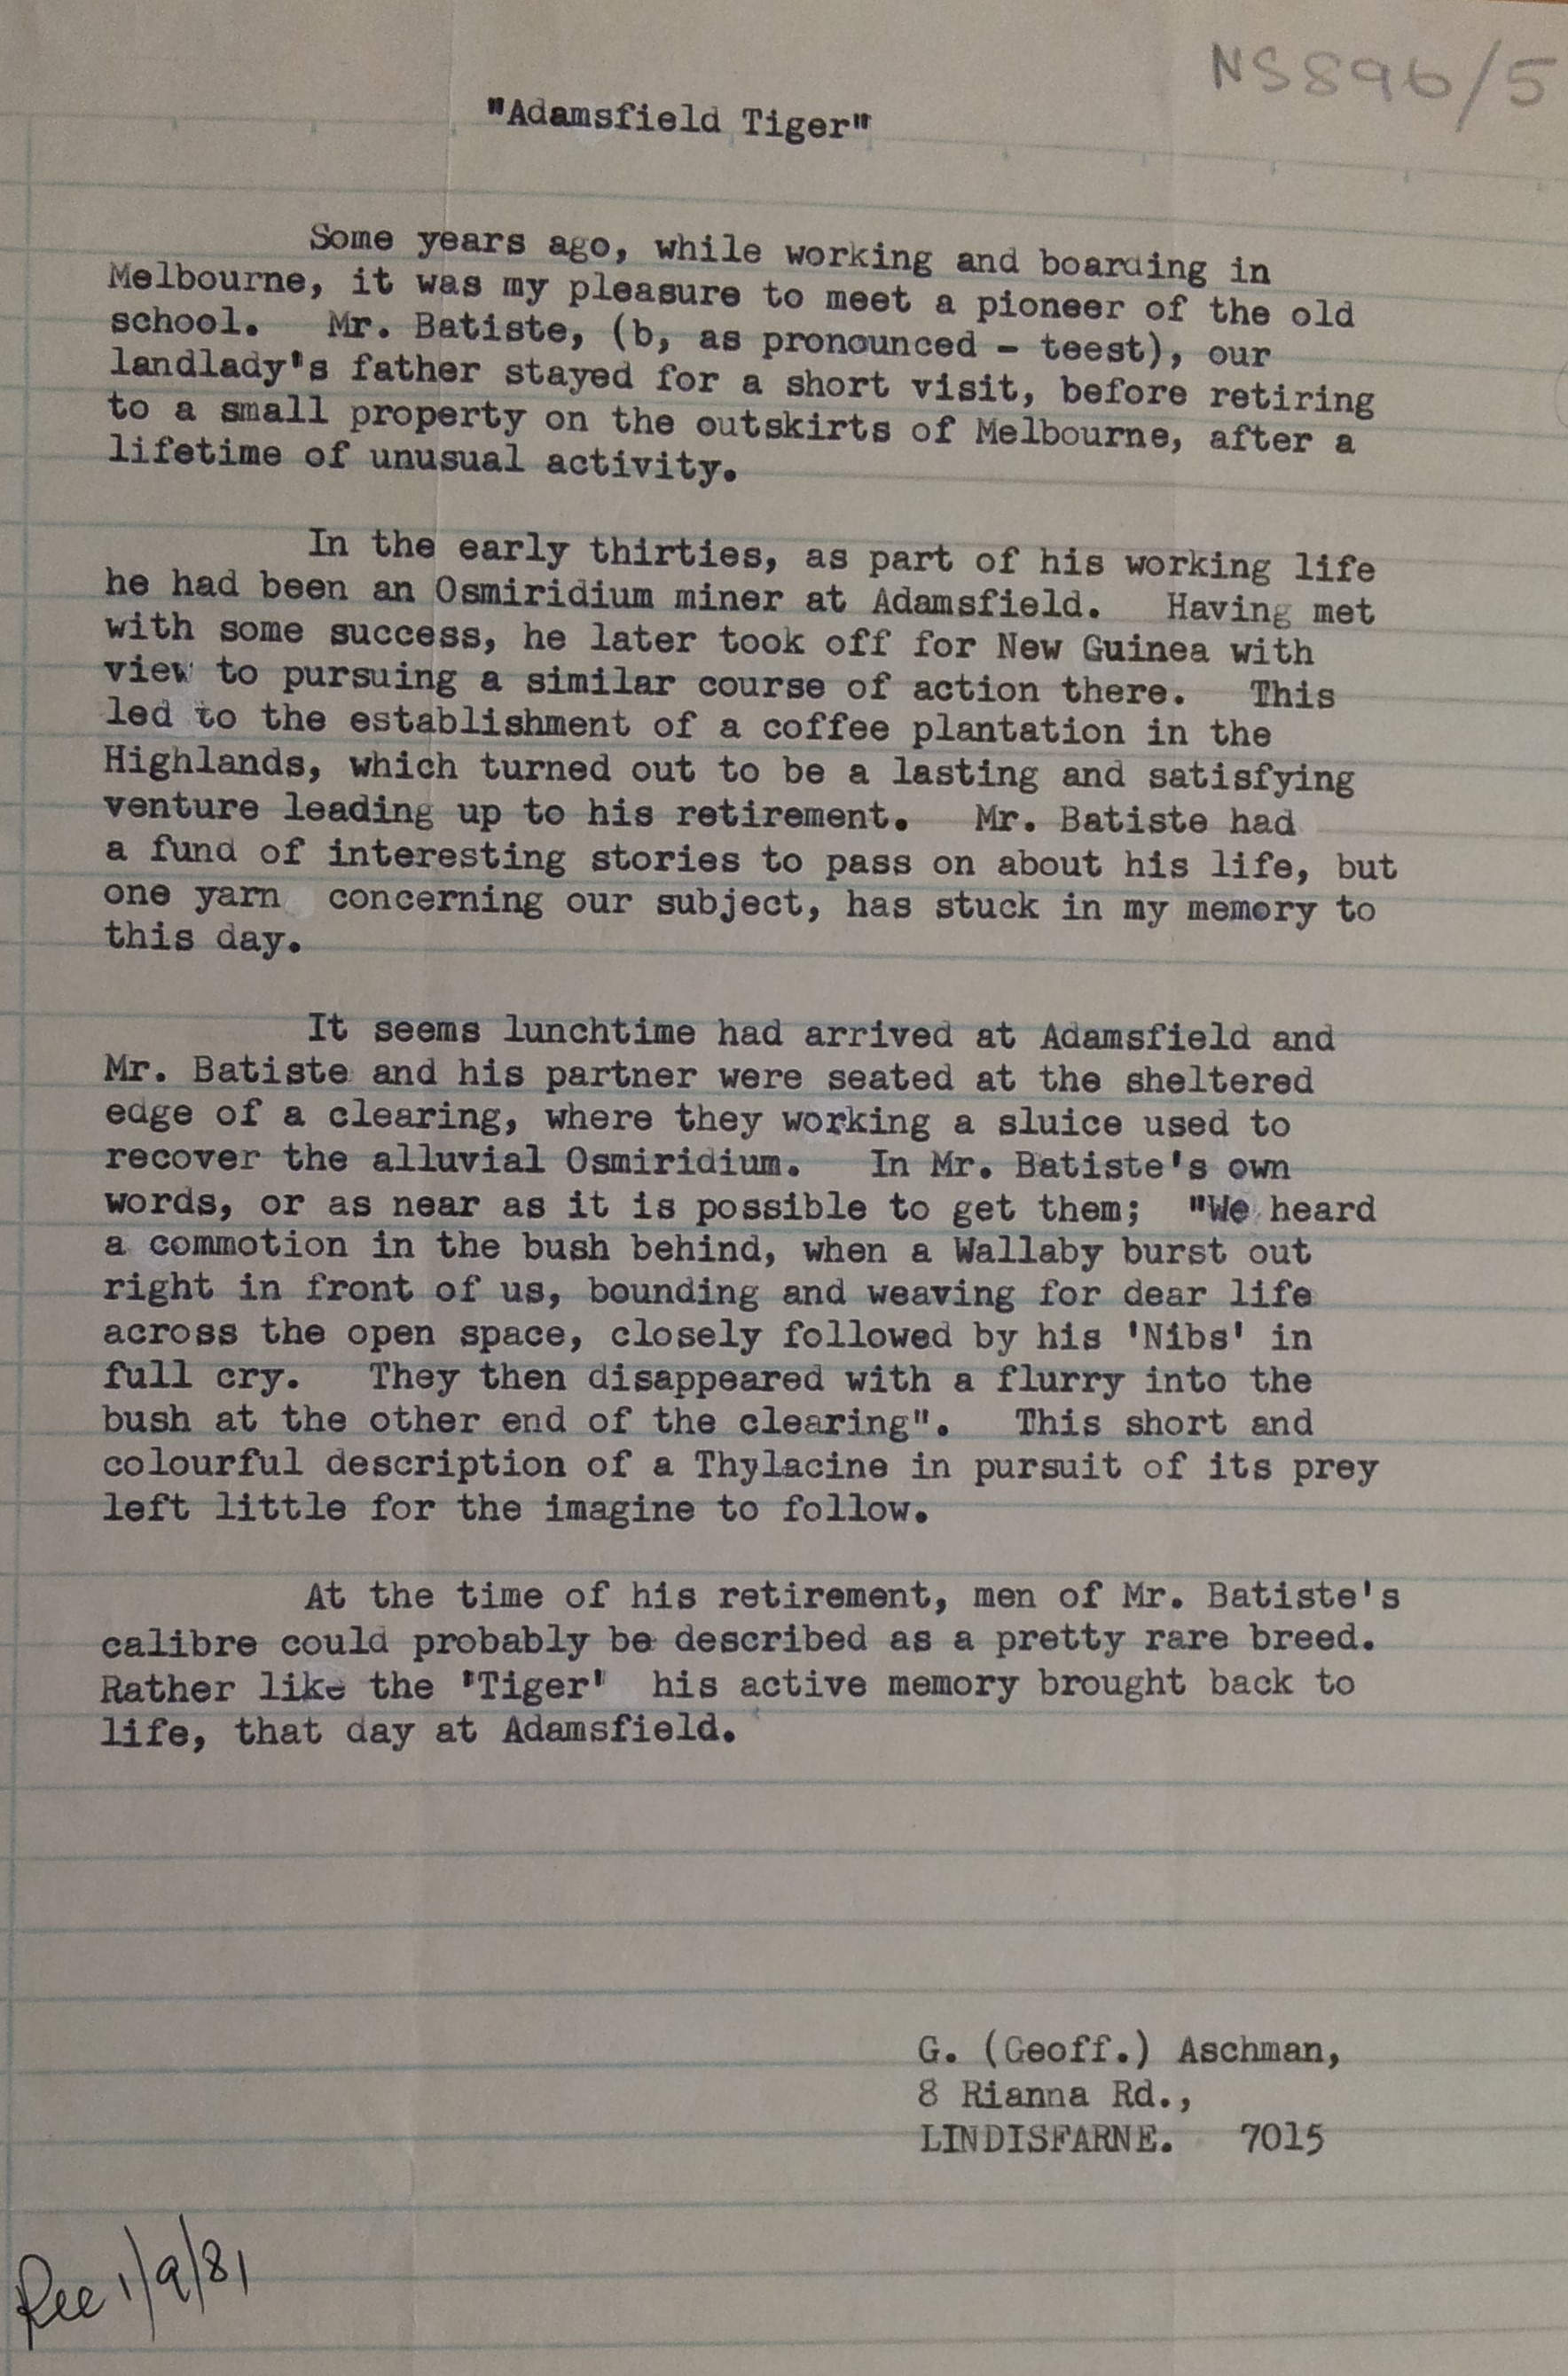 NS896/5
"Adamsfield Tiger"
Some years ago, while working and boarding in
Melbourne, it was my pleasure to meet a pioneer of the old
school. Mr. Batiste, (b, as pronounced - teest), our
landlady's father stayed for a short visit, before retiring
to a small property on the outskirts of Melbourne, after a
lifetime of unusual activity.
In the early thirties, as part of his working life
he had been an Osmiridium miner at Adamsfield. Having met
with some success, he later took off for New Guinea with
view to pursuing a similar course of action there. This
led to the establishment of a coffee plantation in the
Highlands, which turned out to be a lasting and satisfying
venture leading up to his retirement. Mr. Batiste had
a fund of interesting stories to pass on about his life, but
one yarn concerning our subject, has stuck in my memory to
this day.
It seems lunchtime had arrived at Adamsfield and
Mr. Batiste and his partner were seated at the sheltered
edge of a clearing, where they working a sluice used to
recover the alluvial Osmiridium. In Mr. Batiste's own
words, or as near as it is possible to get them; "We heard
a commotion in the bush behind, when a Wallaby burst out
right in front of us, bounding and weaving for dear life
across the open space, closely followed by his 'Nibs' in
full cry. They then disappeared with a flurry into the
bush at the other end of the clearing". This short and
colourful description of a Thylacine in pursuit of its prey
left little for the imagine to follow.
At the time of his retirement, men of Mr. Batiste's
calibre could probably be described as a pretty rare breed.
Rather like the 'Tiger' his active memory brought back to
life, that day at Adamsfield.
G. (Geoff.) Aschman,
8 Rianna Rd.,
LINDISFARNE. 7015
Rec 1/9/81